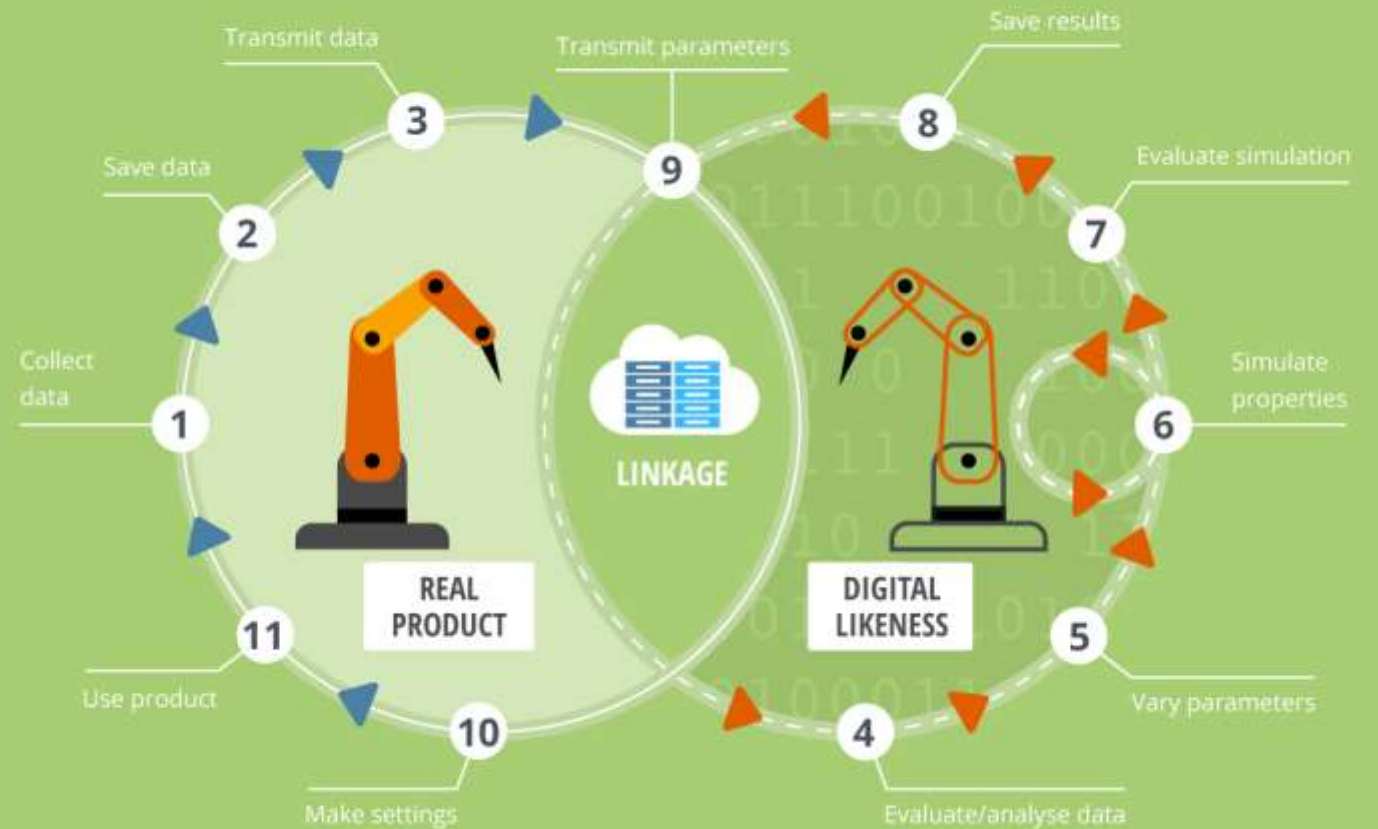 Save results
Transmit data
Transmit parameters
3
8
9
Save data
Evaluate simulation
2
7
Collect
data
1
Simulate
properties
6
LINKAGE
REAL
PRODUCT
DIGITAL
LIKENESS
11
5
Use product
Vary parameters
10
4
Make settings
Evaluate/analyse data